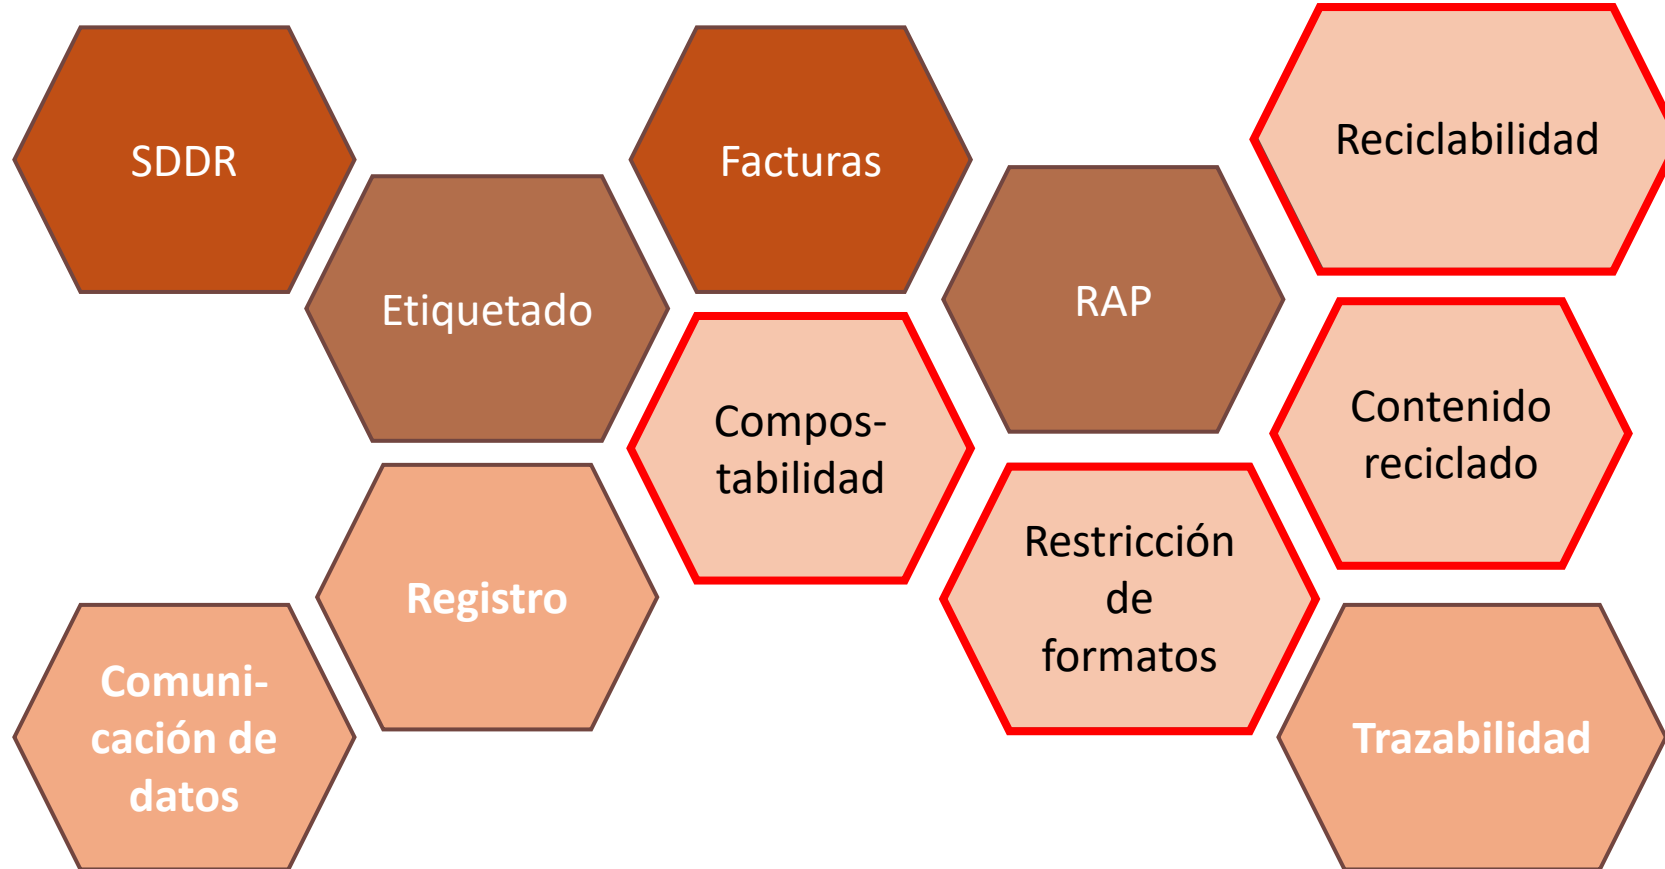 SDDR
Facturas
Reciclabilidad
Etiquetado
RAP
Compos-
tabilidad
Contenido
reciclado
Registro
Restricción
de
formatos
Comuni-
cación de
datos
Trazabilidad